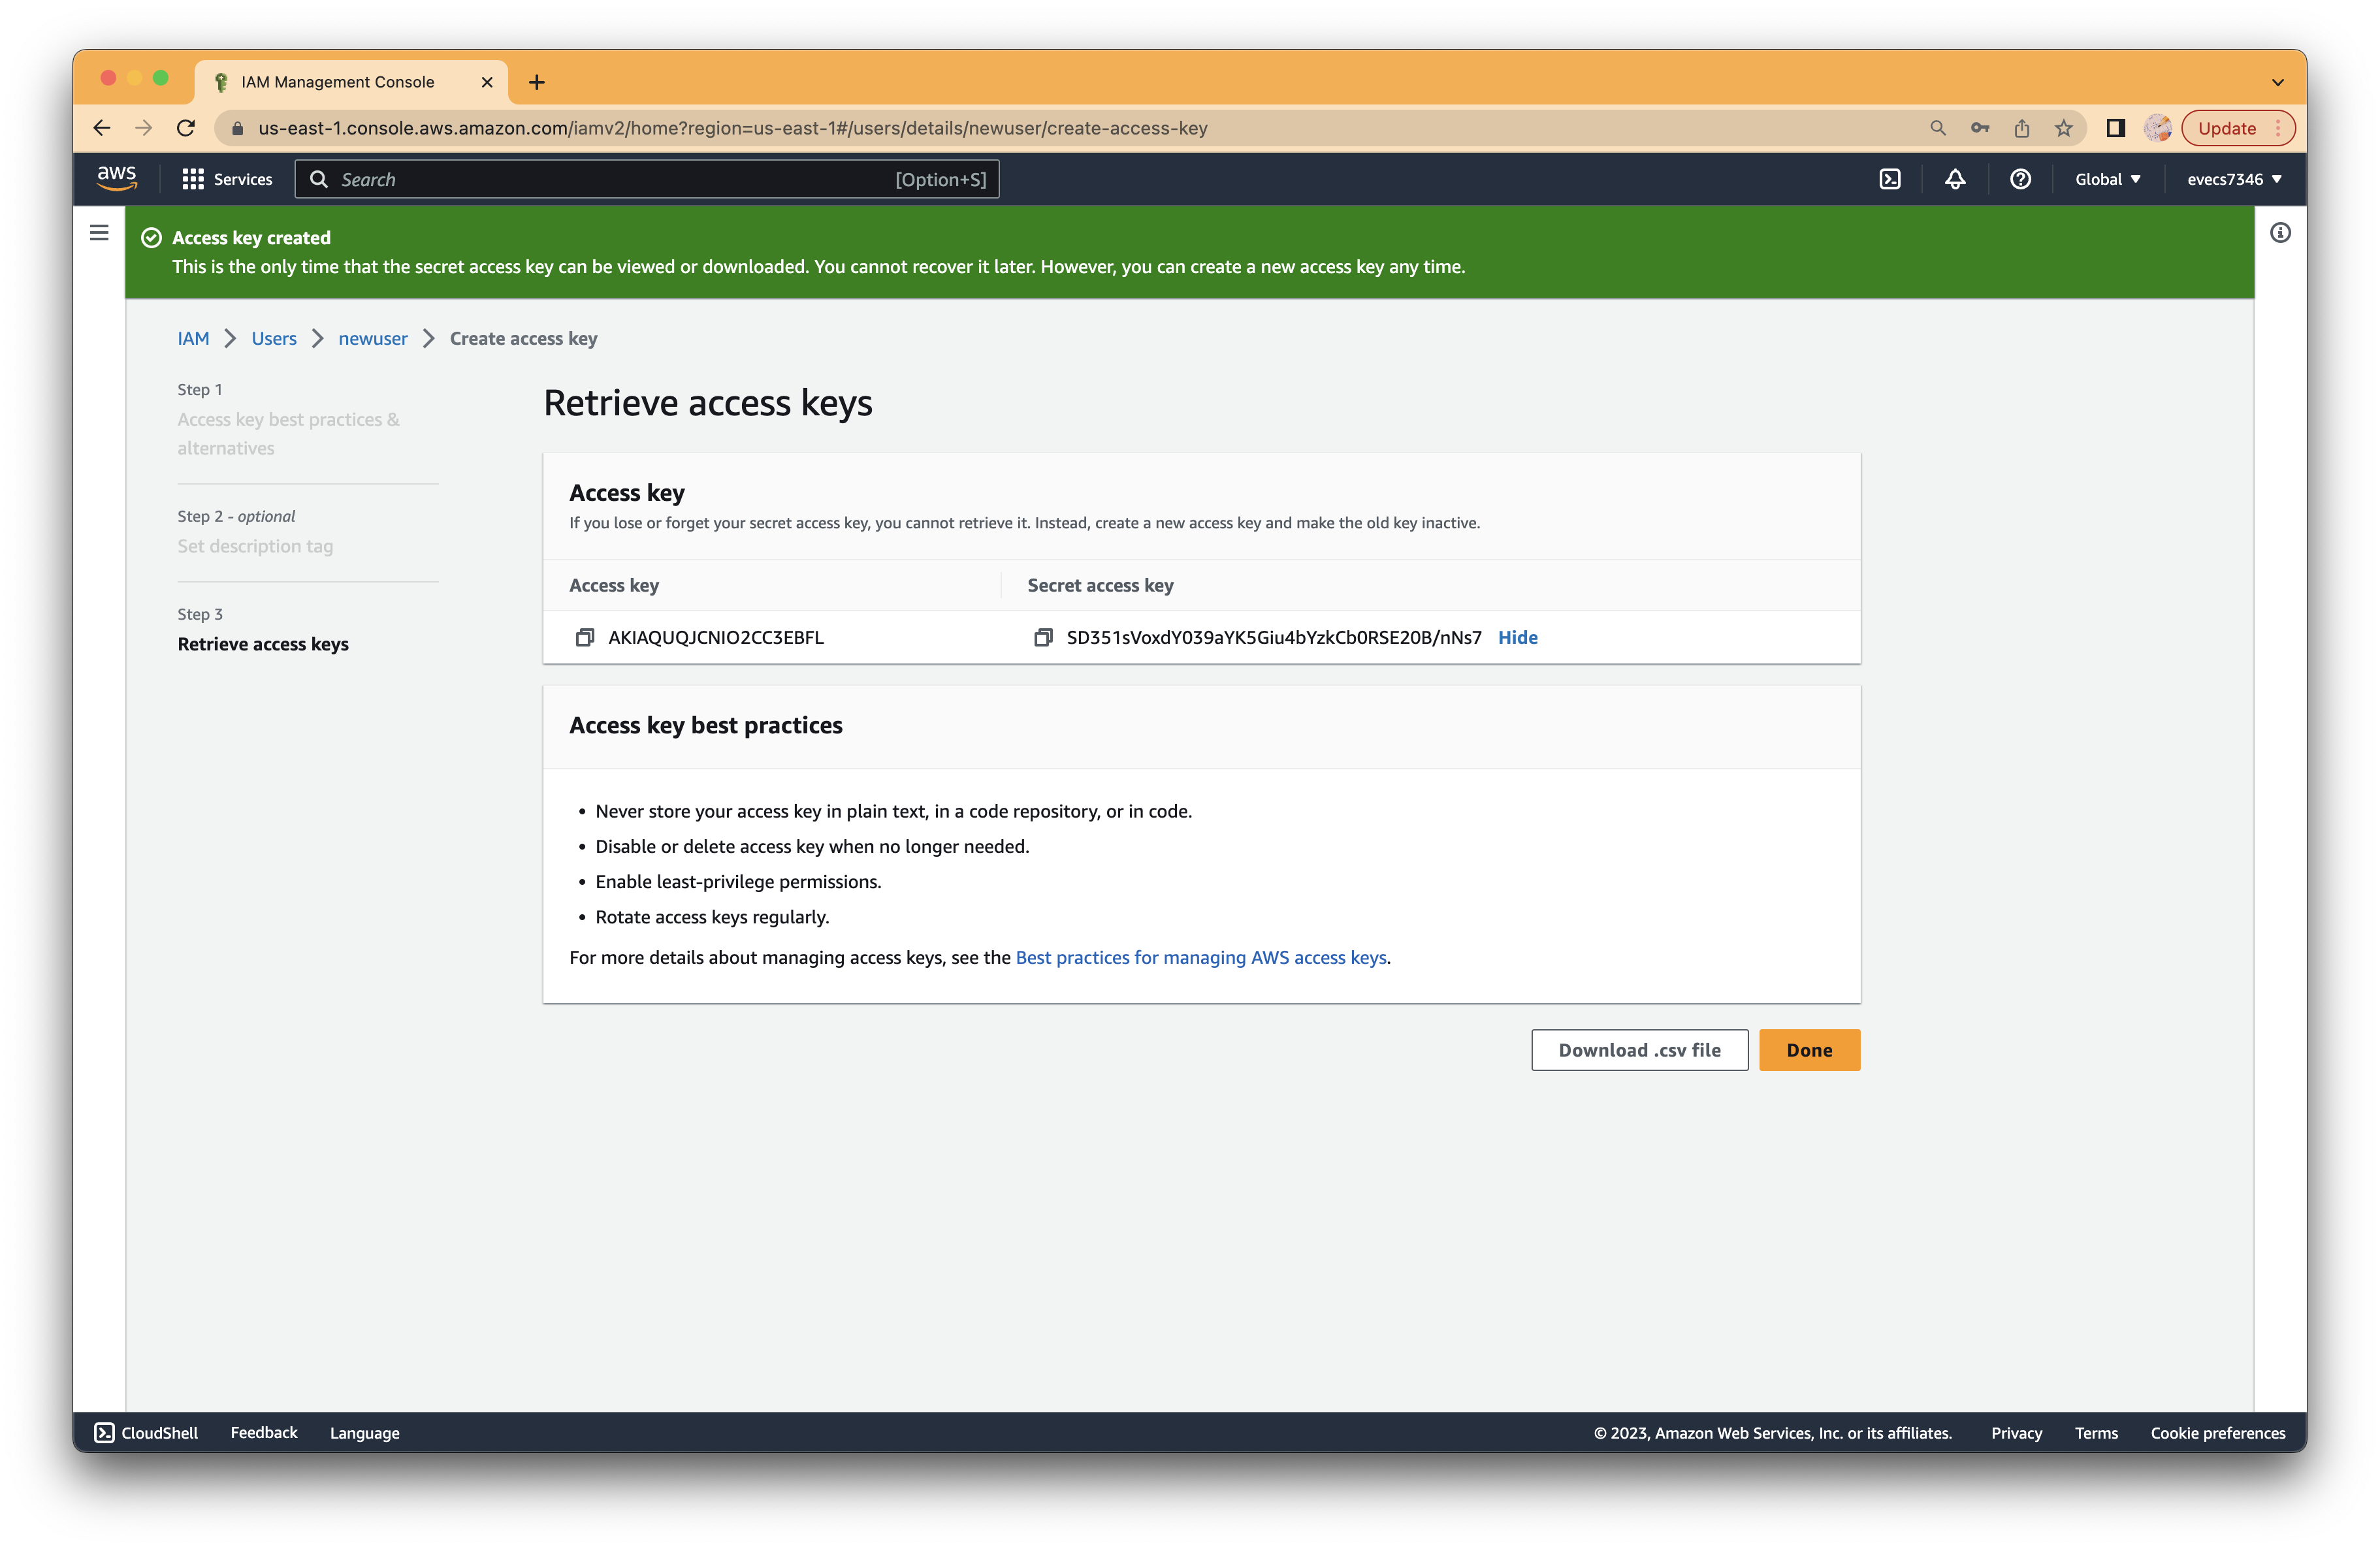 IAM Management Console
us-east-1.console.aws.amazon.com/iamv2/home?region=us-east-1#/users/details/newuser/create-access-key
Update
aws
Services
Search
[Option+S]
Global
evecs7346
Access key created
This is the only time that the secret access key can be viewed or downloaded. You cannot recover it later. However, you can create a new access key any time.
IAM > Users > newuser > Create access key
Step 1
Access key best practices &
alternatives
Step 2 - optional
Set description tag
Step 3
Retrieve access keys
Retrieve access keys
Access key
If you lose or forget your secret access key, you cannot retrieve it. Instead, create a new access key and make the old key inactive.
Access key
Secret access key
AKIAQUQJCNIO2CC3EBFL
SD351sVoxdY039aYK5Giu4bYzkCb0RSE20B/nNs7 Hide
Access key best practices
• Never store your access key in plain text, in a code repository, or in code.
• Disable or delete access key when no longer needed.
• Enable least-privilege permissions.
• Rotate access keys regularly.
For more details about managing access keys, see the Best practices for managing AWS access keys.
Download .csv file
Done
CloudShell
Feedback
Language
© 2023, Amazon Web Services, Inc. or its affiliates.
Privacy
Terms
Cookie preferences